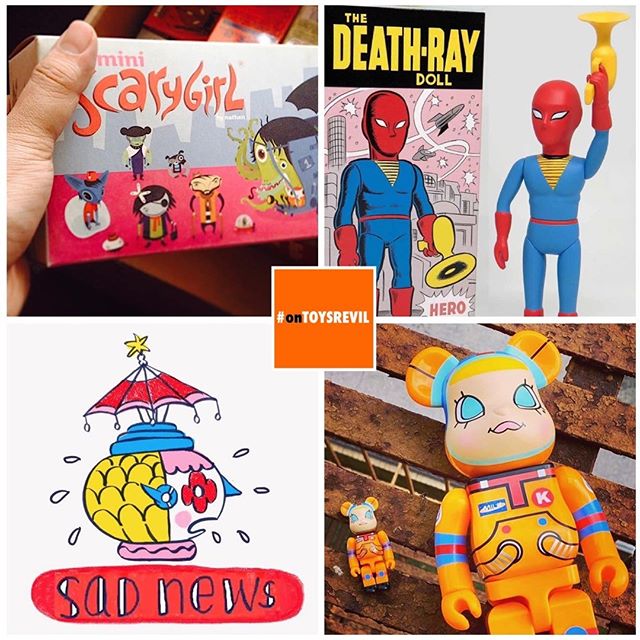 mini
scaryGirL
by nathan
THE
DEATH-RAY
DOLL
HERO
#onTOYSREVIL
sad news
K